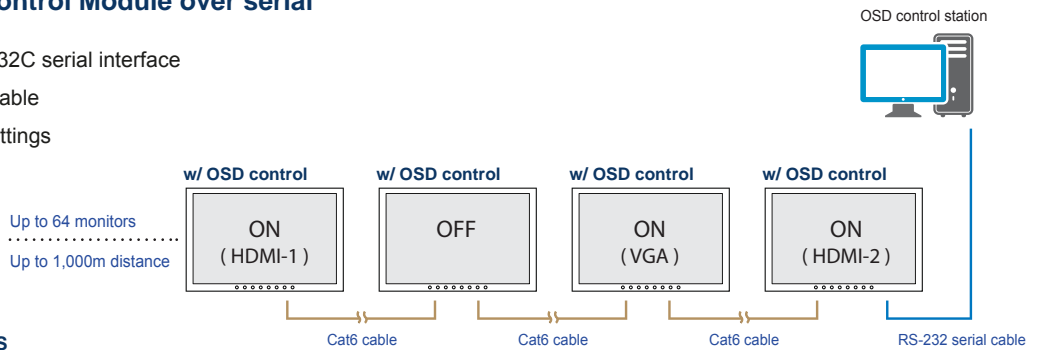 ontrol Module over serial
OSD control station
32C serial interface
able
ttings
w/ OSD control
w/ OSD control
w/ OSD control
w/ OSD control
Up to 64 monitors
Up to 1,000m distance
ON
( HDMI-1 )
OFF
ON
( VGA )
ON
( HDMI-2 )
Cat6 cable
Cat6 cable
Cat6 cable
RS-232 serial cable
s